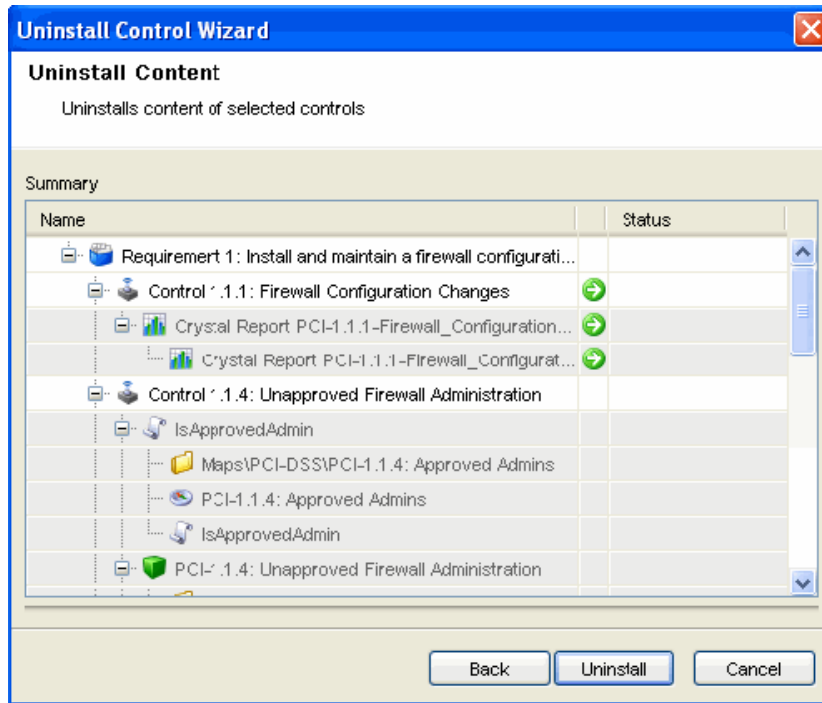 Uninstall Control Wizard
Uninstall Content
Uninstalls content of selected controls
Summary
Name Status
Requirement 1: Install and maintain a firewall configurati...
Control 1.1.1: Firewall Configuration Changes
Crystal Report PCI-1.1.1-Firewall_Configuration...
Crystal Report PCI-1.1.1-Firewall_Configurat...
Control 1.1.4: Unapproved Firewall Administration
IsApprovedAdmin
Maps\PCI-DSS\PCI-1.1.4: Approved Admins
PCI-1.1.4: Approved Admins
IsApprovedAdmin
PCI-1.1.4: Unapproved Firewall Administration
Back Uninstall Cancel